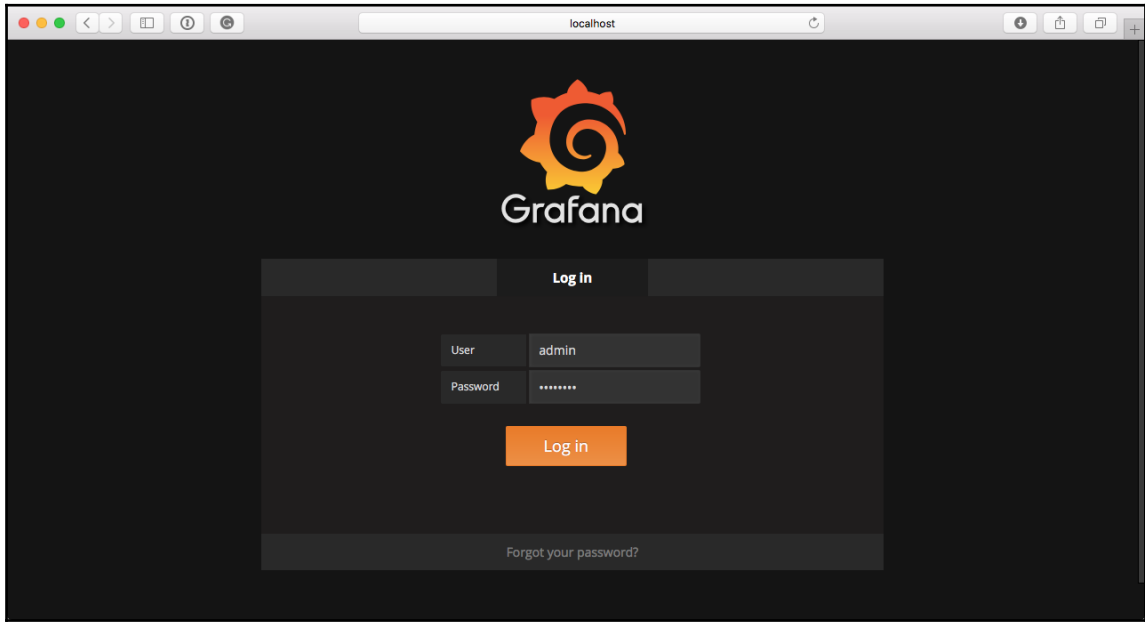 localhost
Grafana
Log in
User admin
Password ••••••••
Log in
Forgot your password?